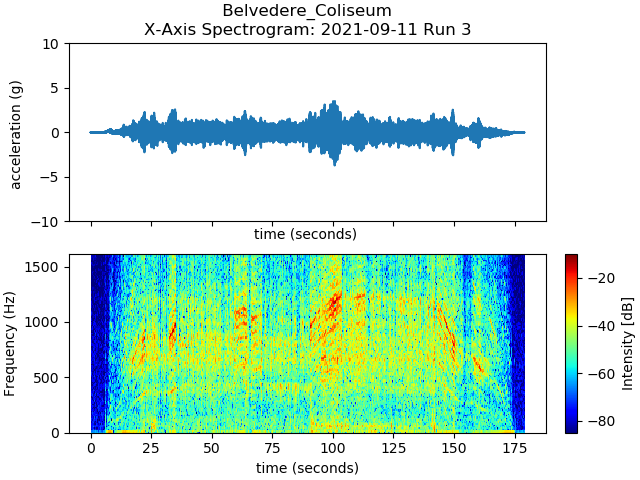 Belvedere_Coliseum
X-Axis Spectrogram: 2021-09-11 Run 3
10
5
0
−5
−10
acceleration (g)
time (seconds)
1500
1000
500
0
Frequency (Hz)
0 25 50 75 100 125 150 175
time (seconds)
−20
−40
−60
−80
Intensity [dB]